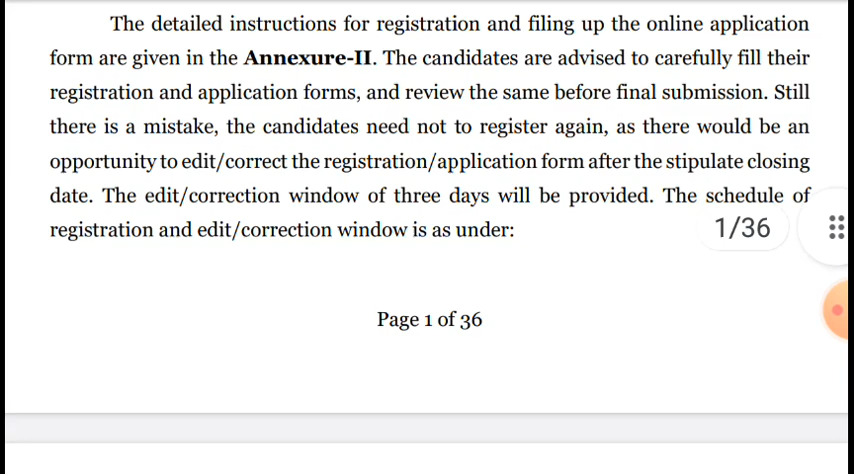 The detailed instructions for registration and filing up the online application
form are given in the Annexure-II. The candidates are advised to carefully fill their
registration and application forms, and review the same before final submission. Still
there is a mistake, the candidates need not to register again, as there would be an
opportunity to edit/correct the registration/application form after the stipulate closing
date. The edit/correction window of three days will be provided. The schedule of
registration and edit/correction window is as under:
1/36
Page 1 of 36